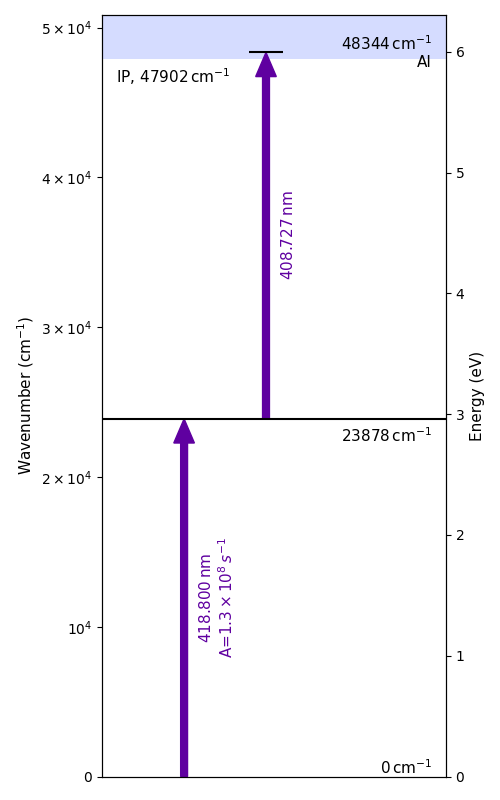 5 × 10⁴
4 × 10⁴
3 × 10⁴
2 × 10⁴
10⁴
0
Wavenumber (cm⁻¹)
48344 cm⁻¹
AI
IP, 47902 cm⁻¹
408.727 nm
23878 cm⁻¹
418.800 nm
A=1.3 × 10⁸ s⁻¹
0 cm⁻¹
6
5
4
3
2
1
0
Energy (eV)